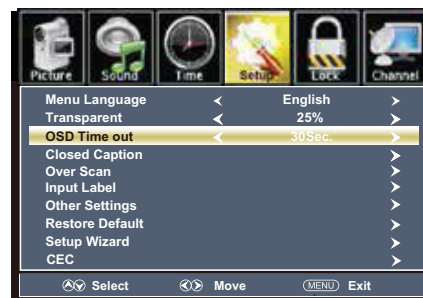 Picture Sound Time Setup Lock Channel
Menu Language English
Transparent 25%
OSD Time out 30Sec.
Closed Caption
Over Scan
Input Label
Other Settings
Restore Default
Setup Wizard
CEC
Select Move MENU Exit